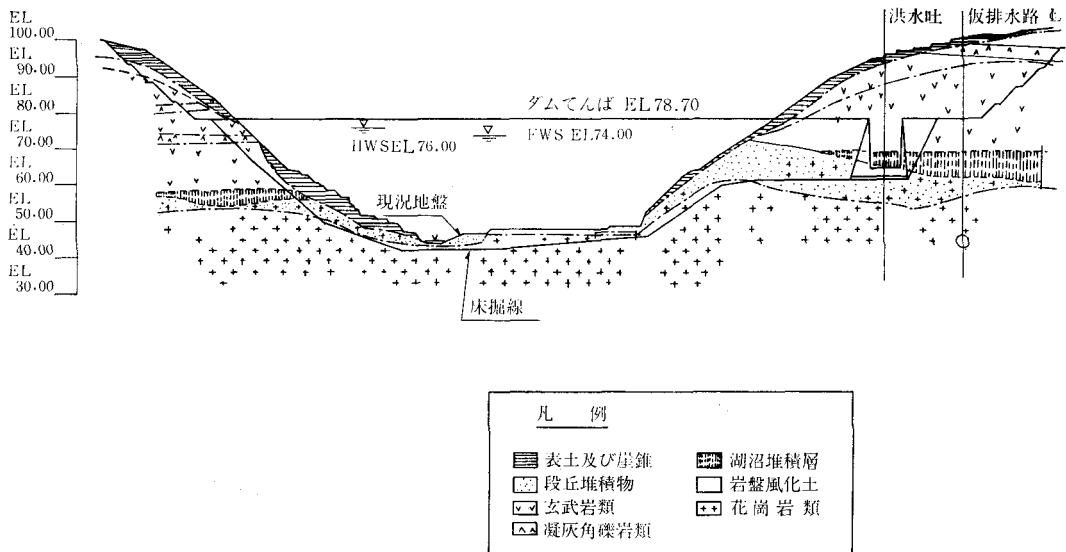 洪水吐 仮排水路 ℄
EL
100.00
EL
90.00
EL
80.00
EL
70.00
EL
60.00
EL
50.00
EL
40.00
EL
30.00
ダムてんば EL78.70
HWSEL76.00
FWS EL74.00
現況地盤
床掘線
凡 例
表土及び崖錐
湖沼堆積層
段丘堆積物
岩盤風化土
玄武岩類
花崗岩類
凝灰角礫岩類